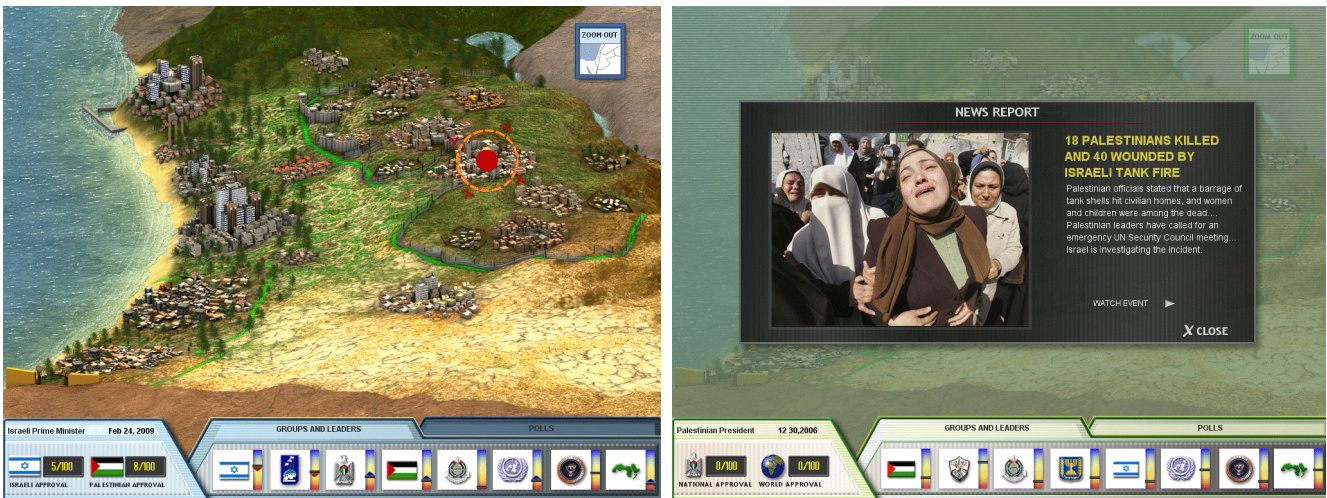 ZOOM OUT
Israeli Prime Minister Feb 24, 2009
GROUPS AND LEADERS
POLLS
5/100
8/100
ISRAELI APPROVAL
PALESTINIAN APPROVAL
ZOOM OUT
NEWS REPORT
18 PALESTINIANS KILLED
AND 40 WOUNDED BY
ISRAELI TANK FIRE
Palestinian officials stated that a barrage of
tank shells hit civilian homes, and women
and children were among the dead....
Palestinian leaders have called for an
emergency UN Security Council meeting...
Israel is investigating the incident.
WATCH EVENT
X CLOSE
Palestinian President 12 30,2006
GROUPS AND LEADERS
POLLS
0/100
0/100
NATIONAL APPROVAL
WORLD APPROVAL